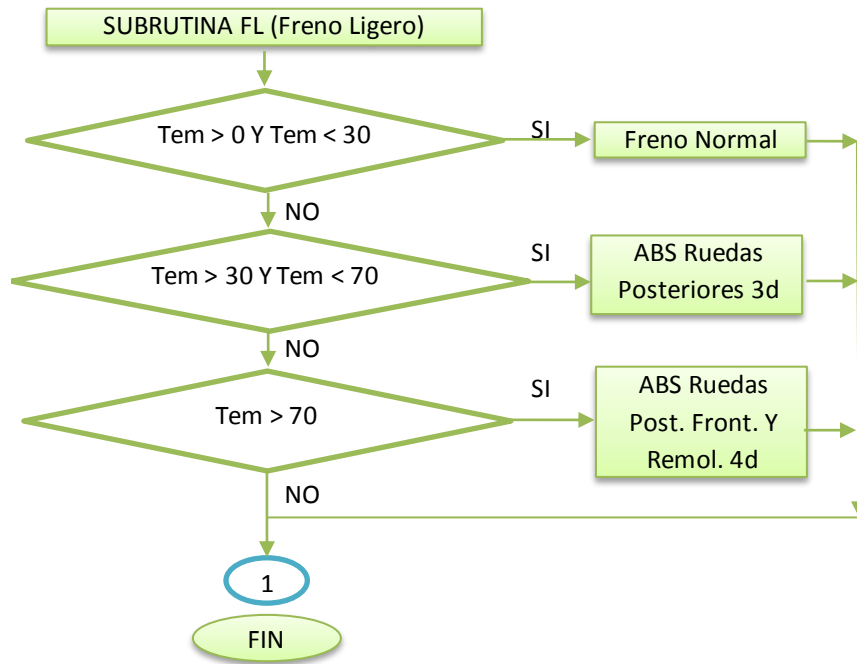 SUBRUTINA FL (Freno Ligero)
Tem > 0 Y Tem < 30
SI
Freno Normal
NO
Tem > 30 Y Tem < 70
SI
ABS Ruedas
Posteriores 3d
NO
Tem > 70
SI
ABS Ruedas
Post. Front. Y
Remol. 4d
NO
1
FIN